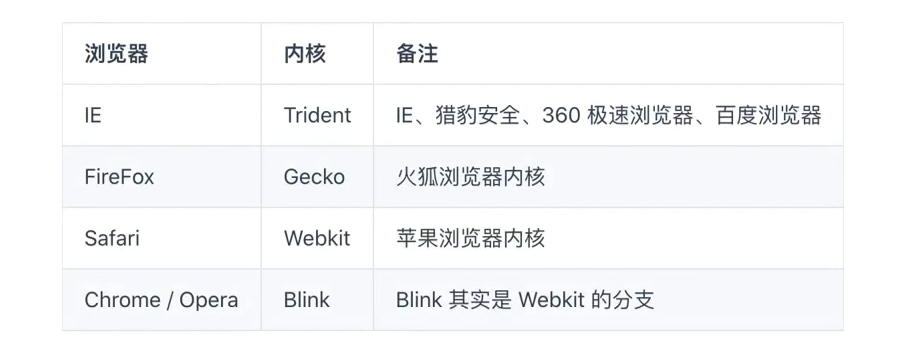 浏览器 内核 备注
IE Trident IE、猎豹安全、360 极速浏览器、百度浏览器
FireFox Gecko 火狐浏览器内核
Safari Webkit 苹果浏览器内核
Chrome / Opera Blink Blink 其实是 Webkit 的分支